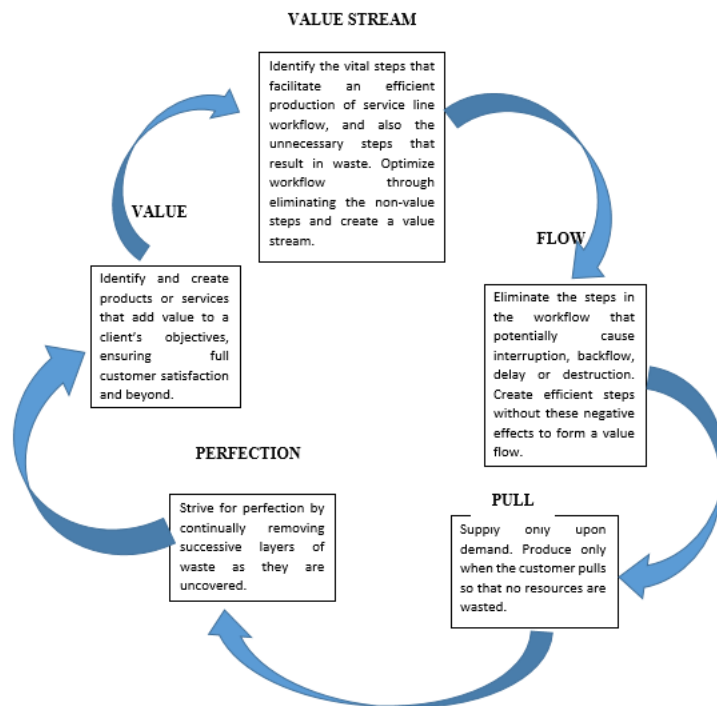 VALUE STREAM
Identify the vital steps that
facilitate an efficient
production of service line
workflow, and also the
unnecessary steps that
result in waste. Optimize
workflow through
eliminating the non-value
steps and create a value
stream.
VALUE
Identify and create
products or services
that add value to a
client's objectives,
ensuring full
customer satisfaction
and beyond.
FLOW
Eliminate the steps in
the workflow that
potentially cause
interruption, backflow,
delay or destruction.
Create efficient steps
without these negative
effects to form a value
flow.
PERFECTION
Strive for perfection by
continually removing
successive layers of
waste as they are
uncovered.
PULL
Supply only upon
demand. Produce only
when the customer pulls
so that no resources are
wasted.